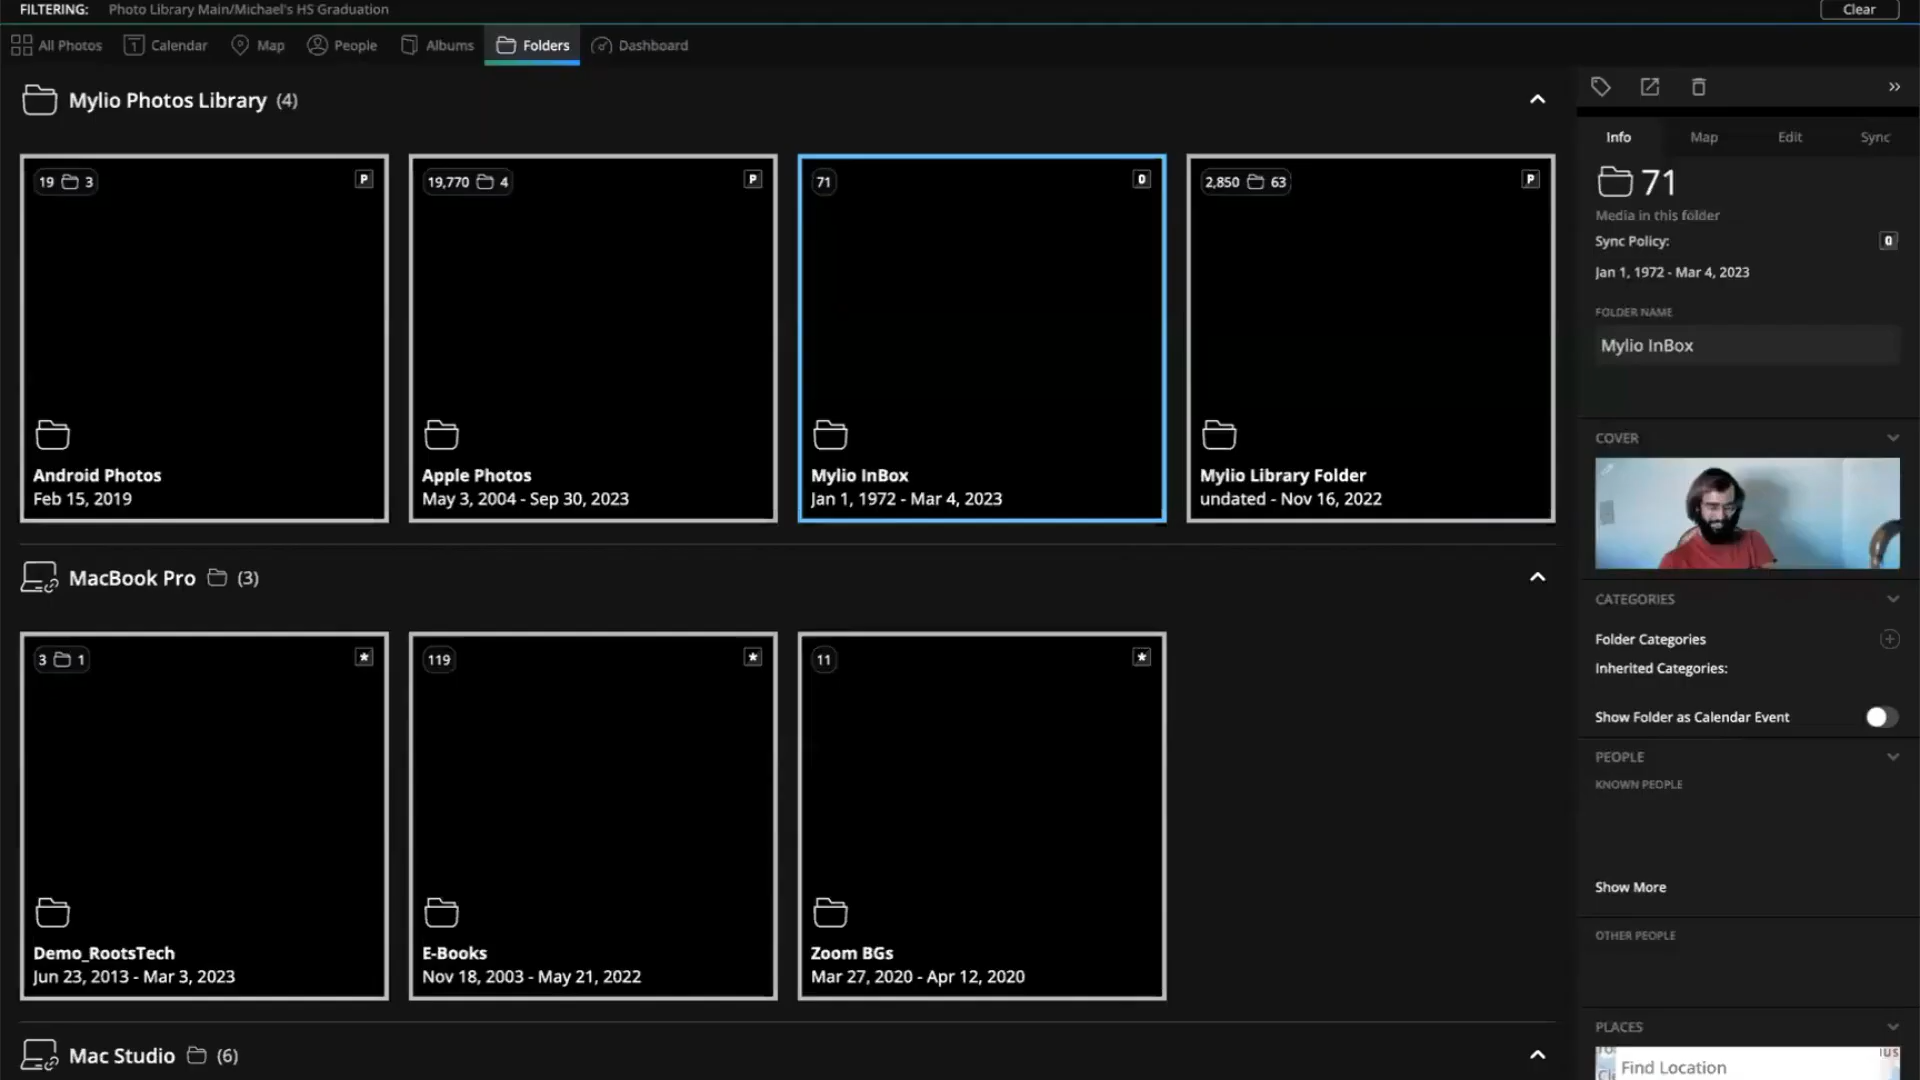 FILTERING: Photo Library Main/Michael's HS Graduation
Clear
All Photos
1 Calendar
Map
People
Albums
Folders
Dashboard
Mylio Photos Library (4)
19 3
P
Android Photos
Feb 15, 2019
19,770 4
P
Apple Photos
May 3, 2004 - Sep 30, 2023
71
O
Mylio InBox
Jan 1, 1972 - Mar 4, 2023
2,850 63
P
Mylio Library Folder
undated - Nov 16, 2022
MacBook Pro (3)
3 1
Demo_RootsTech
Jun 23, 2013 - Mar 3, 2023
119
E-Books
Nov 18, 2003 - May 21, 2022
11
Zoom BGs
Mar 27, 2020 - Apr 12, 2020
Mac Studio (6)
Info Map Edit Sync
71
Media in this folder
Sync Policy: O
Jan 1, 1972 - Mar 4, 2023
FOLDER NAME
Mylio InBox
COVER
CATEGORIES
Folder Categories
Inherited Categories:
Show Folder as Calendar Event
PEOPLE
KNOWN PEOPLE
Show More
OTHER PEOPLE
PLACES
Find Location